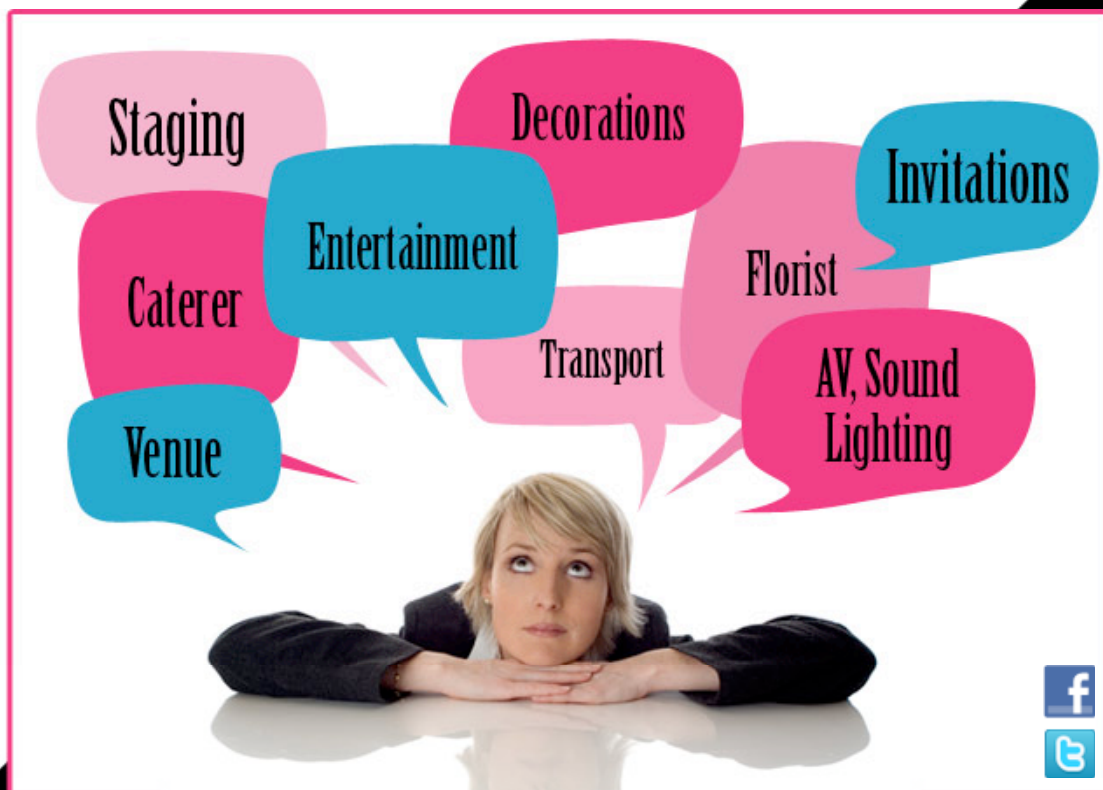 Staging
Decorations
Invitations
Entertainment
Florist
Caterer
Transport
AV, Sound
Lighting
Venue
f
t